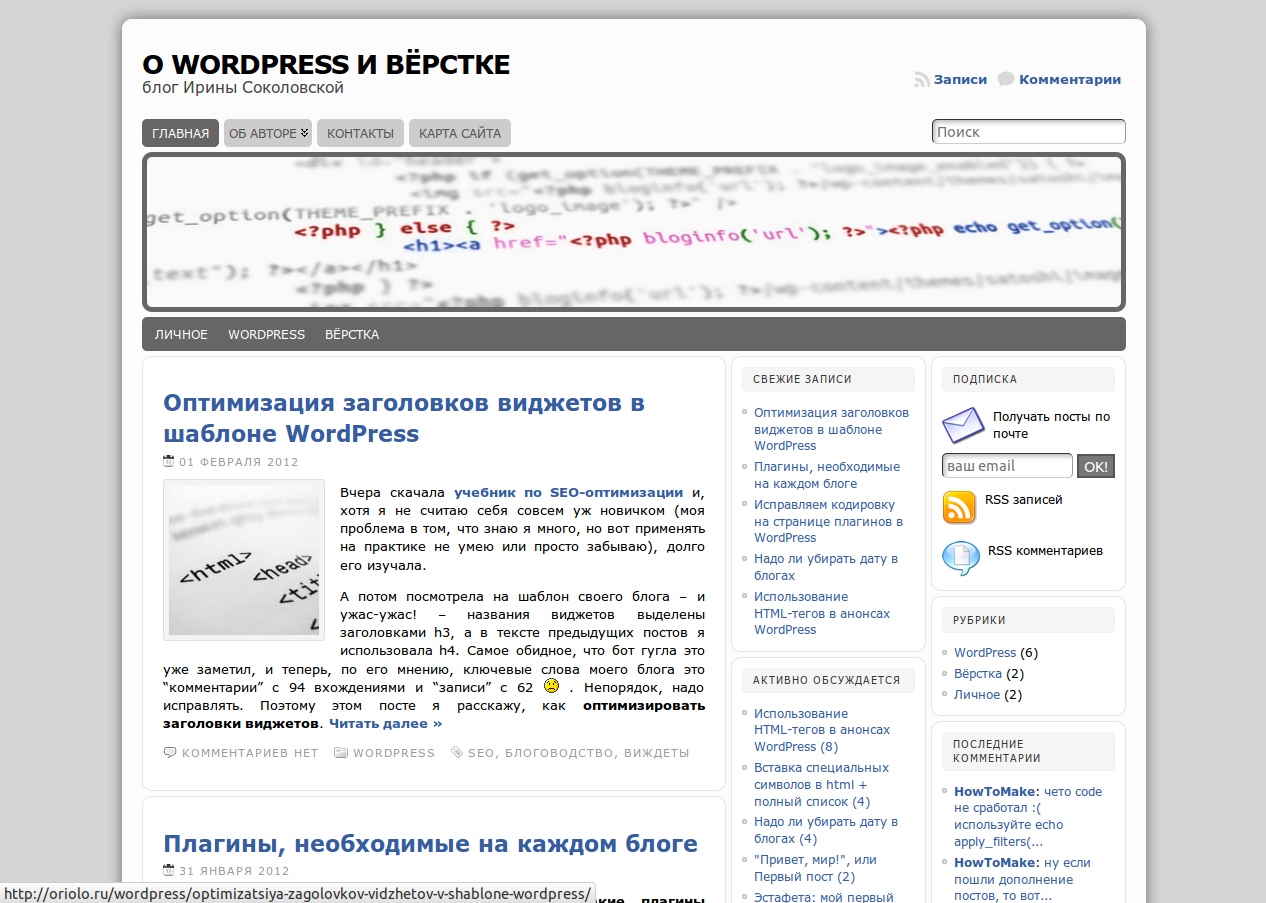 О WORDPRESS И ВЁРСТКЕ
блог Ирины Соколовской
Записи
Комментарии
ГЛАВНАЯ
ОБ АВТОРЕ
КОНТАКТЫ
КАРТА САЙТА
Поиск
<?php if (get_option(THEME_PREFIX . "logo_image_enabled")) { ?>
<img src="<?php bloginfo('url'); ?>/wp-content/themes/satoshi/
get_option(THEME_PREFIX . 'logo_image'); ?>" />
<?php } else { ?>
<h1><a href="<?php bloginfo('url'); ?>"><?php echo get_option(
text"); ?></a></h1>
<?php } ?>
<?php bloginfo('url'); ?>/wp-content/themes/satoshi/image
ЛИЧНОЕ
WORDPRESS
ВЁРСТКА
Оптимизация заголовков виджетов в
шаблоне WordPress
01 ФЕВРАЛЯ 2012
<html>
<head>
<tit
Вчера скачала учебник по SEO-оптимизации и,
хотя я не считаю себя совсем уж новичком (моя
проблема в том, что знаю я много, но вот применять
на практике не умею или просто забываю), долго
его изучала.
А потом посмотрела на шаблон своего блога – и
ужас-ужас! – названия виджетов выделены
заголовками h3, а в тексте предыдущих постов я
использовала h4. Самое обидное, что бот гугла это
уже заметил, и теперь, по его мнению, ключевые слова моего блога это
“комментарии” с 94 вхождениями и “записи” с 62 . Непорядок, надо
исправлять. Поэтому этом посте я расскажу, как оптимизировать
заголовки виджетов. Читать далее »
КОММЕНТАРИЕВ НЕТ
WORDPRESS
SEO, БЛОГОВОДСТВО, ВИЖДЕТЫ
Плагины, необходимые на каждом блоге
31 ЯНВАРЯ 2012
плагины
http://oriolo.ru/wordpress/optimizatsiya-zagolovkov-vidzhetov-v-shablone-wordpress/
СВЕЖИЕ ЗАПИСИ
Оптимизация заголовков
виджетов в шаблоне
WordPress
Плагины, необходимые
на каждом блоге
Исправляем кодировку
на странице плагинов в
WordPress
Надо ли убирать дату в
блогах
Использование
HTML-тегов в анонсах
WordPress
АКТИВНО ОБСУЖДАЕТСЯ
Использование
HTML-тегов в анонсах
WordPress (8)
Вставка специальных
символов в html +
полный список (4)
Надо ли убирать дату в
блогах (4)
"Привет, мир!", или
Первый пост (2)
Эстафета: мой первый
ПОДПИСКА
Получать посты по
почте
ваш email
OK!
RSS записей
RSS комментариев
РУБРИКИ
WordPress (6)
Вёрстка (2)
Личное (2)
ПОСЛЕДНИЕ
КОММЕНТАРИИ
HowToMake: чето code
не сработал :(
используйте echo
apply_filters(...
HowToMake: ну если
пошли дополнение
постов, то вот...